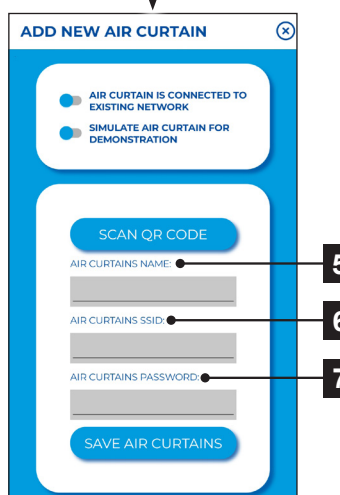 ADD NEW AIR CURTAIN
AIR CURTAIN IS CONNECTED TO
EXISTING NETWORK
SIMULATE AIR CURTAIN FOR
DEMONSTRATION
SCAN QR CODE
AIR CURTAINS NAME:
5
AIR CURTAINS SSID:
6
AIR CURTAINS PASSWORD:
7
SAVE AIR CURTAINS